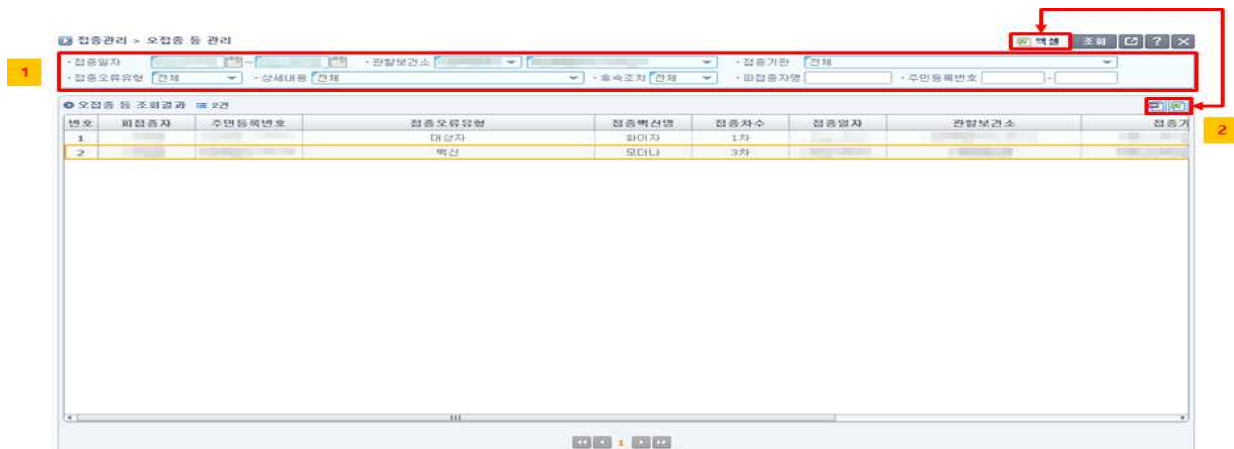 접종관리 > 오접종 등 관리 엑셀 조회 ? X
1
·접종일자 ~ ·관할보건소 ·접종기관 전체
·접종오류유형 전체 ·상세내용 전체 ·후속조치 전체 ·피접종자명 ·주민등록번호 -
오접종 등 조회결과 2건
2
번호 피접종자 주민등록번호 접종오류유형 접종백신명 접종차수 접종일자 관할보건소 접종기
1 대상자 화이자 1차
2 백신 모더나 3차
1